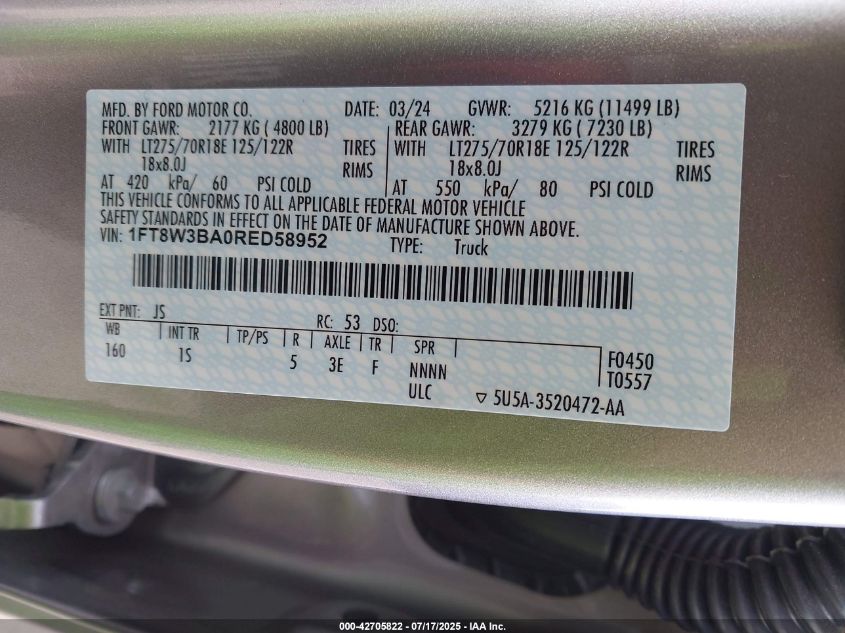 MFD. BY FORD MOTOR CO. DATE: 03/24 GVWR: 5216 KG (11499 LB)
FRONT GAWR: 2177 KG ( 4800 LB) REAR GAWR: 3279 KG ( 7230 LB)
WITH LT275/70R18E 125/122R TIRES WITH LT275/70R18E 125/122R TIRES
18x8.0J RIMS 18x8.0J RIMS
AT 420 kPa/ 60 PSI COLD AT 550 kPa/ 80 PSI COLD
THIS VEHICLE CONFORMS TO ALL APPLICABLE FEDERAL MOTOR VEHICLE
SAFETY STANDARDS IN EFFECT ON THE DATE OF MANUFACTURE SHOWN ABOVE.
VIN: 1FT8W3BA0RED58952 TYPE: Truck
EXT PNT: JS RC: 53 DSO:
WB INT TR TP/PS R AXLE TR SPR F0450
160 1S 5 3E F NNNN T0557
ULC ▽ 5U5A-3520472-AA
000-42705822 - 07/17/2025 - IAA Inc.